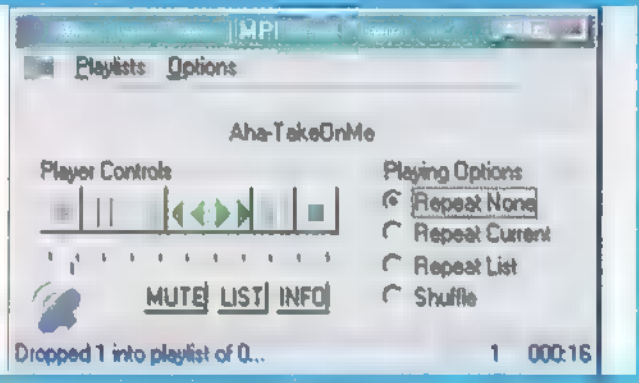 MPI
Playlists Options
Aha-TakeOnMe
Player Controls
Playing Options
Repeat None
Repeat Current
Repeat List
Shuffle
MUTE LIST INFO
Dropped 1 into playlist of 0... 1 000:16